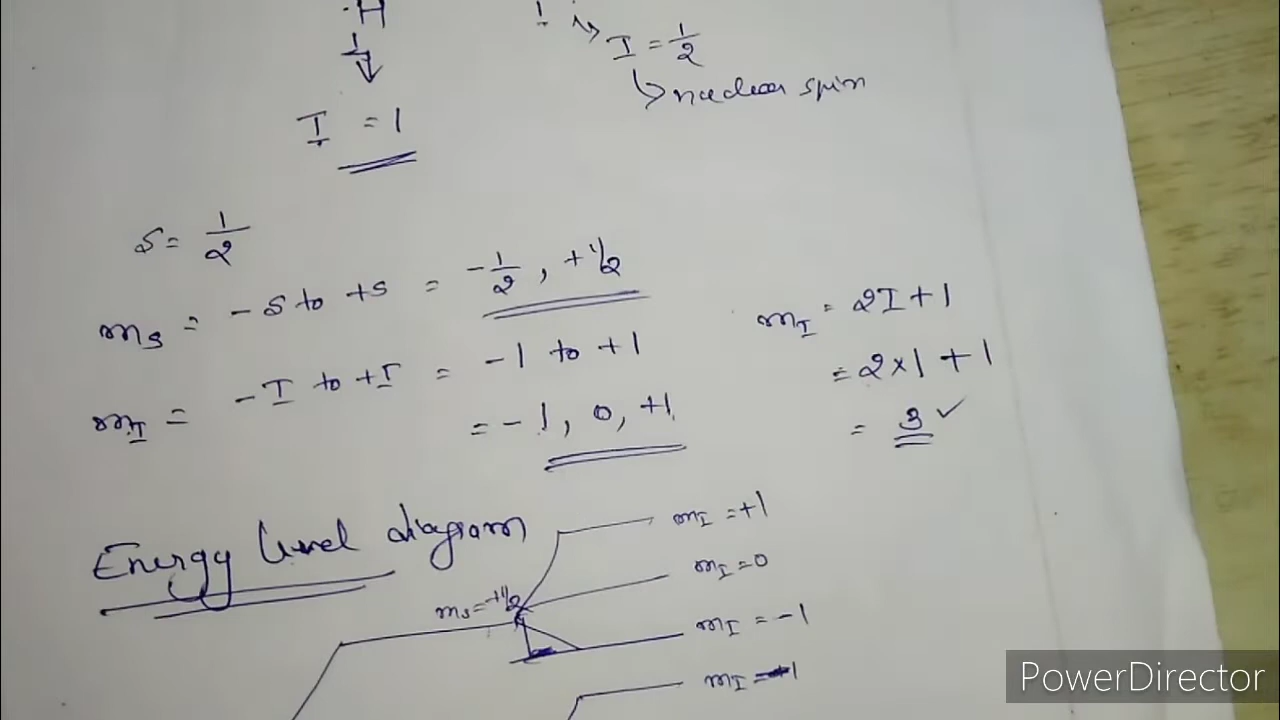 ·H
1
I = 1
I = 1/2
↳ nuclear spin
S = 1/2
ms = -s to +s = -1/2, +1/2
mI = -I to +I = -1 to +1
= -1, 0, +1
mI = 2I+1
= 2×1+1
= 3 ✓
Energy level diagram
ms = +1/2
mI = +1
mI = 0
mI = -1
mI = -1
PowerDirector